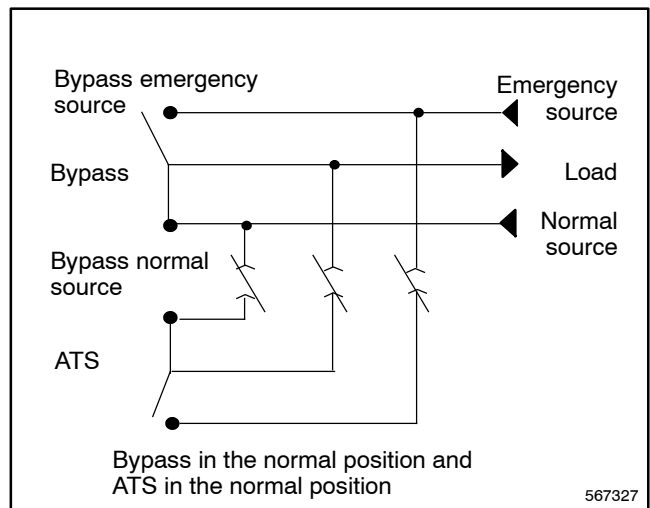 Bypass emergency
source
Emergency
source
Bypass
Load
Normal
source
Bypass normal
source
ATS
Bypass in the normal position and
ATS in the normal position
567327